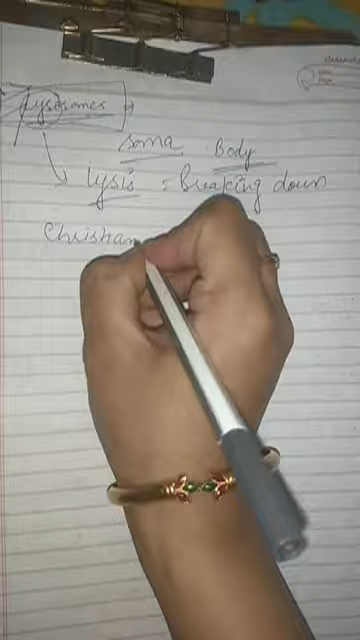 Lysosomes
Soma Body
Lysis = Breaking down
Christian